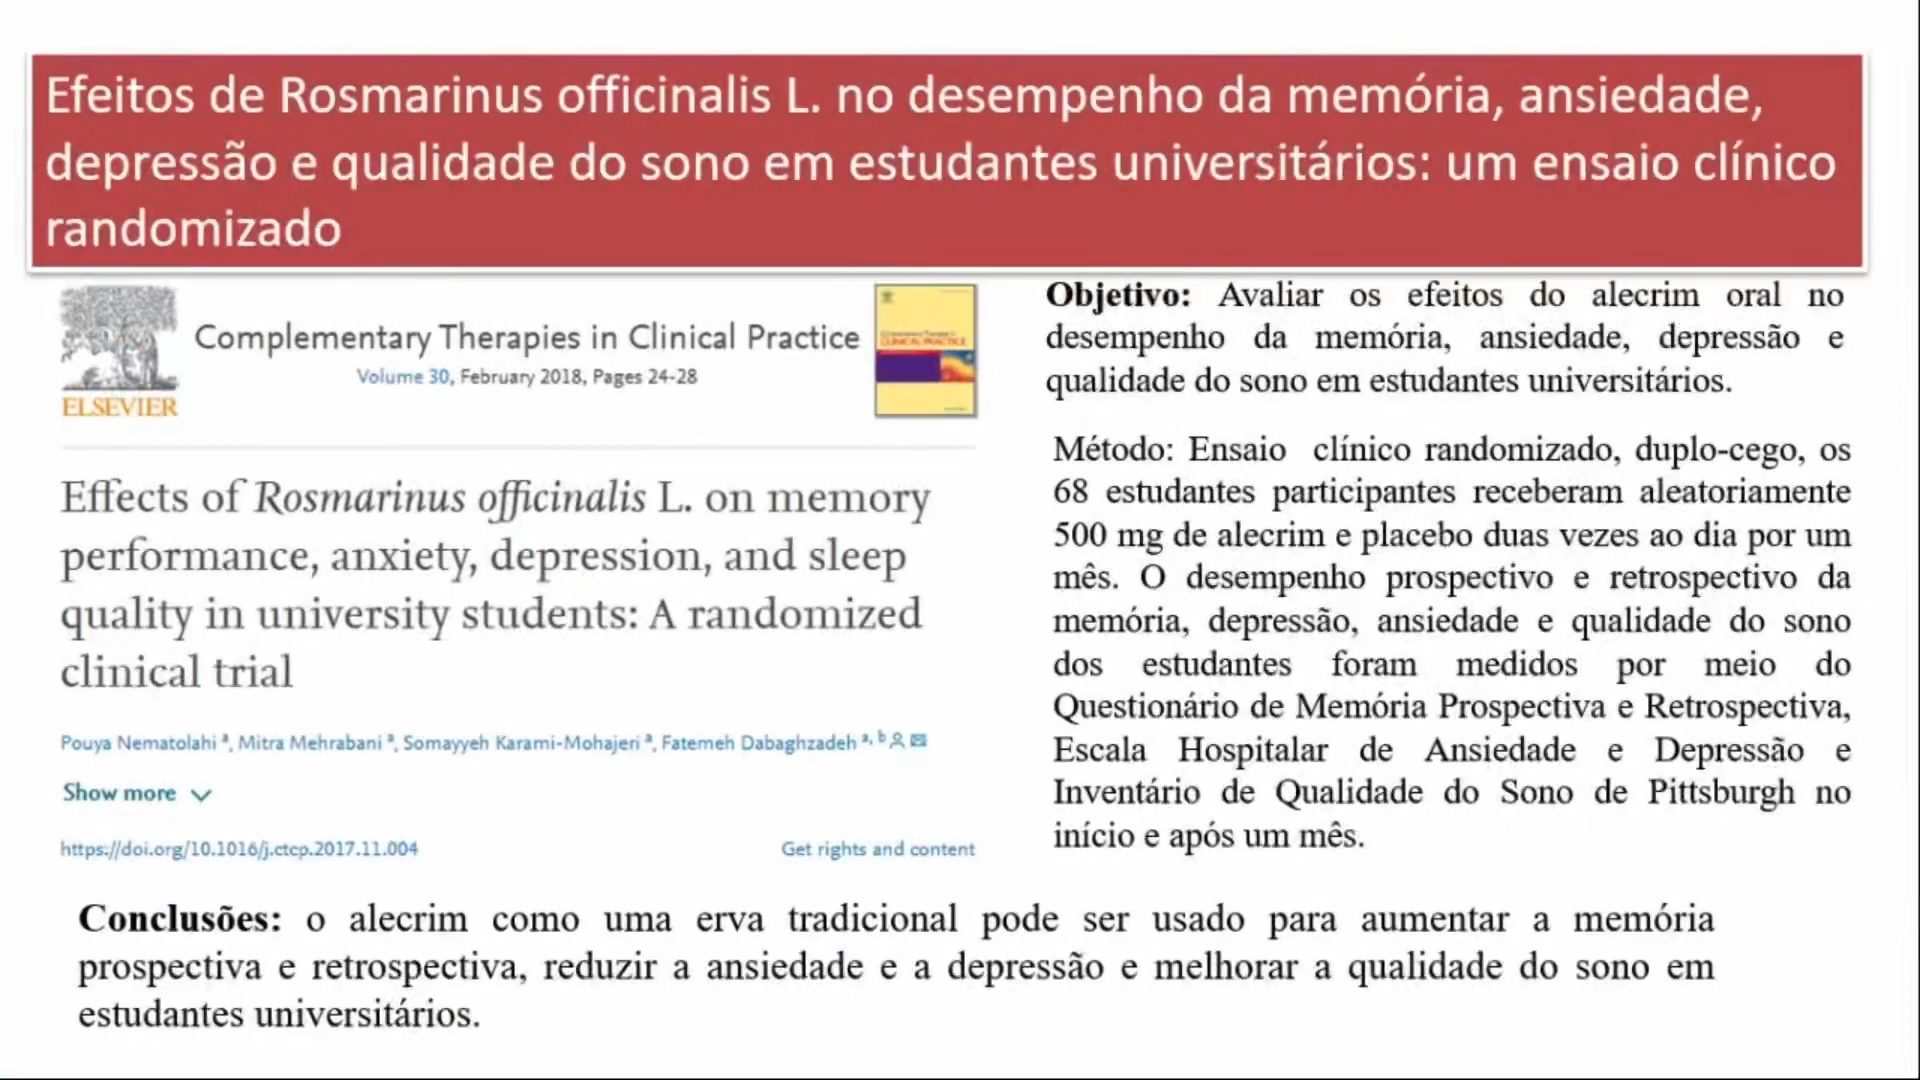 Efeitos de Rosmarinus officinalis L. no desempenho da memória, ansiedade,
depressão e qualidade do sono em estudantes universitários: um ensaio clínico
randomizado
ELSEVIER
Complementary Therapies in Clinical Practice
Volume 30, February 2018, Pages 24-28
Effects of Rosmarinus officinalis L. on memory
performance, anxiety, depression, and sleep
quality in university students: A randomized
clinical trial
Pouya Nematolahi ª, Mitra Mehrabani ª, Somayyeh Karami-Mohajeri ª, Fatemeh Dabaghzadeh ª, ᵇ
Show more
https://doi.org/10.1016/j.ctcp.2017.11.004
Get rights and content
Objetivo: Avaliar os efeitos do alecrim oral no
desempenho da memória, ansiedade, depressão e
qualidade do sono em estudantes universitários.
Método: Ensaio clínico randomizado, duplo-cego, os
68 estudantes participantes receberam aleatoriamente
500 mg de alecrim e placebo duas vezes ao dia por um
mês. O desempenho prospectivo e retrospectivo da
memória, depressão, ansiedade e qualidade do sono
dos estudantes foram medidos por meio do
Questionário de Memória Prospectiva e Retrospectiva,
Escala Hospitalar de Ansiedade e Depressão e
Inventário de Qualidade do Sono de Pittsburgh no
início e após um mês.
Conclusões: o alecrim como uma erva tradicional pode ser usado para aumentar a memória
prospectiva e retrospectiva, reduzir a ansiedade e a depressão e melhorar a qualidade do sono em
estudantes universitários.